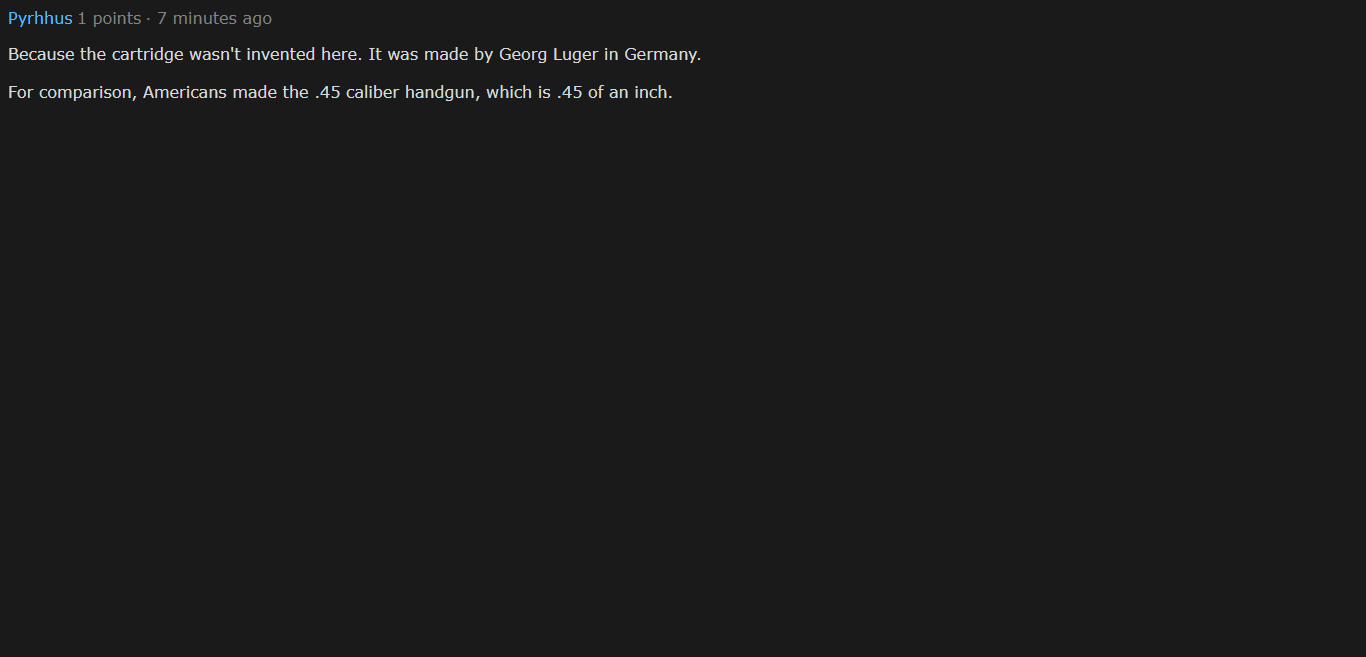 Pyrhhus 1 points · 7 minutes ago
Because the cartridge wasn't invented here. It was made by Georg Luger in Germany.
For comparison, Americans made the .45 caliber handgun, which is .45 of an inch.